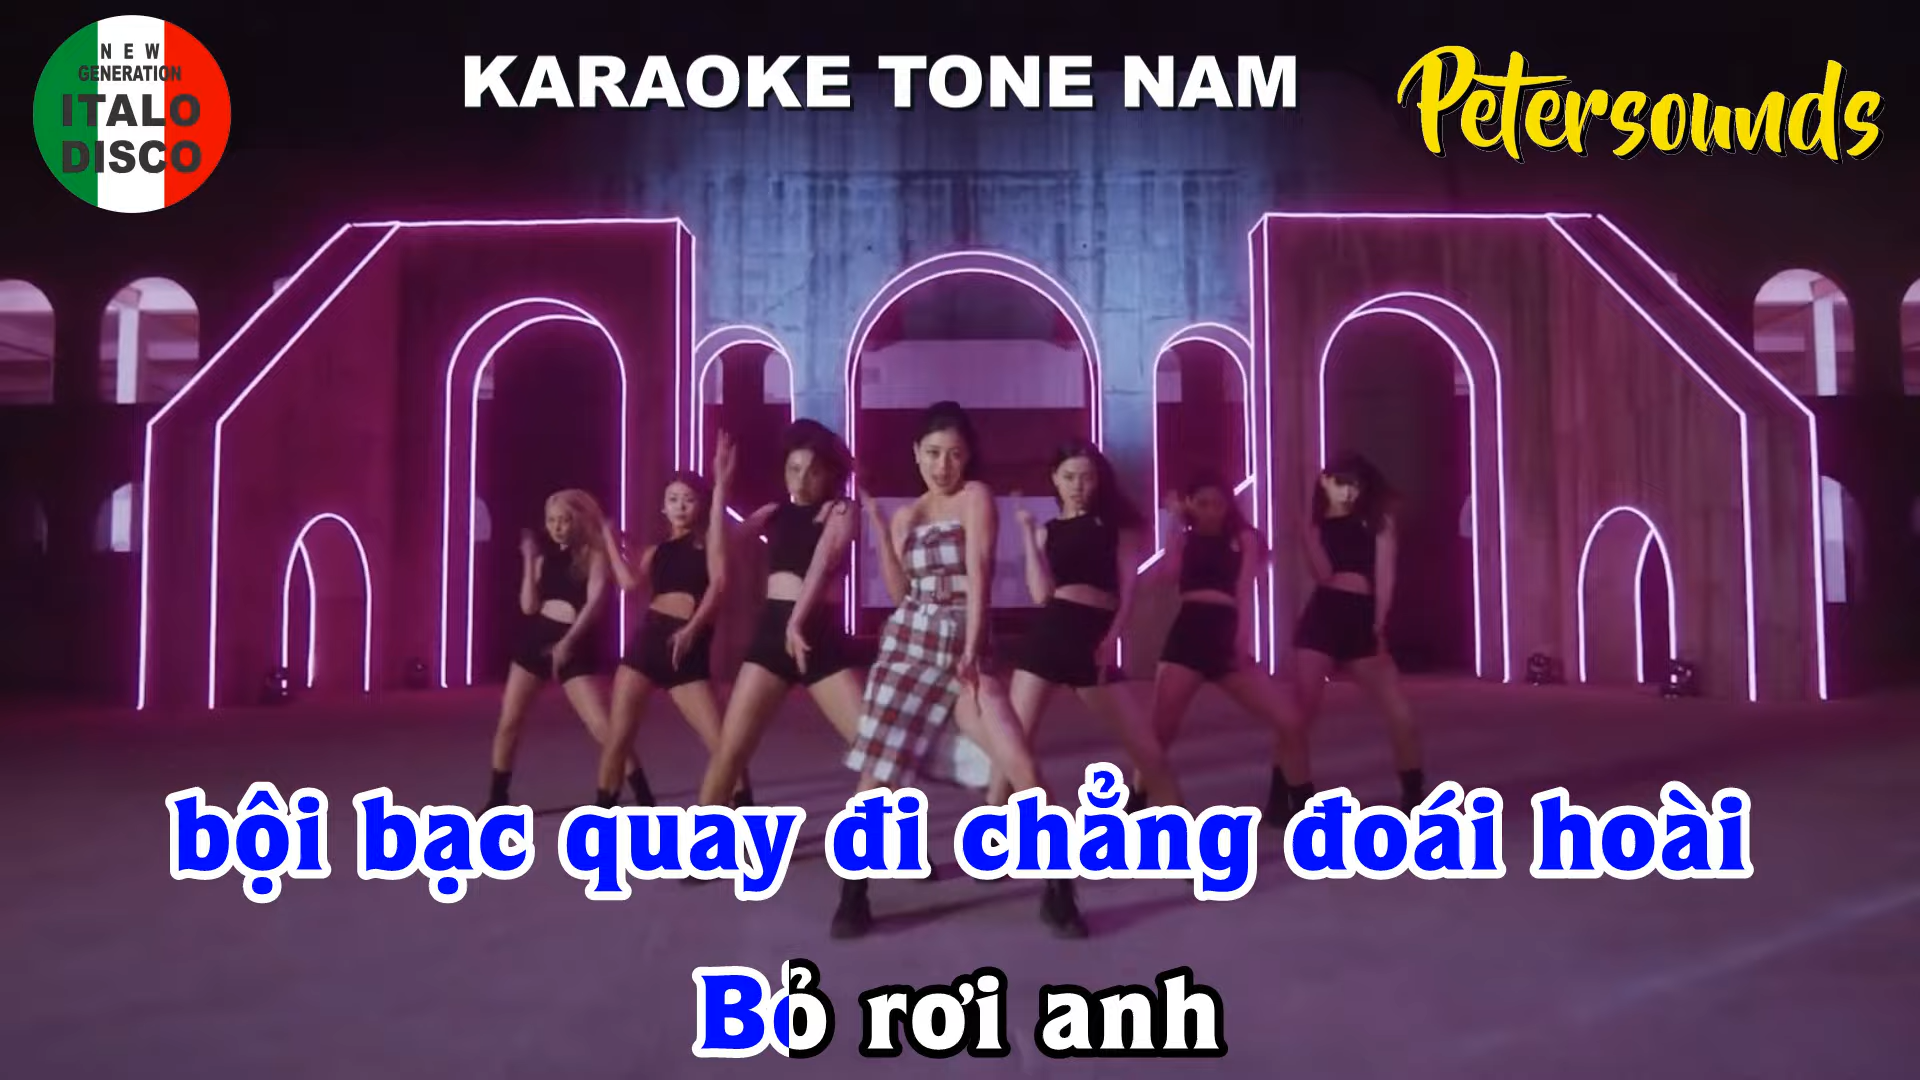 NEW
GENERATION
ITALO
DISCO
KARAOKE TONE NAM
Petersounds
bội bạc quay đi chẳng đoái hoài
Bỏ rơi anh